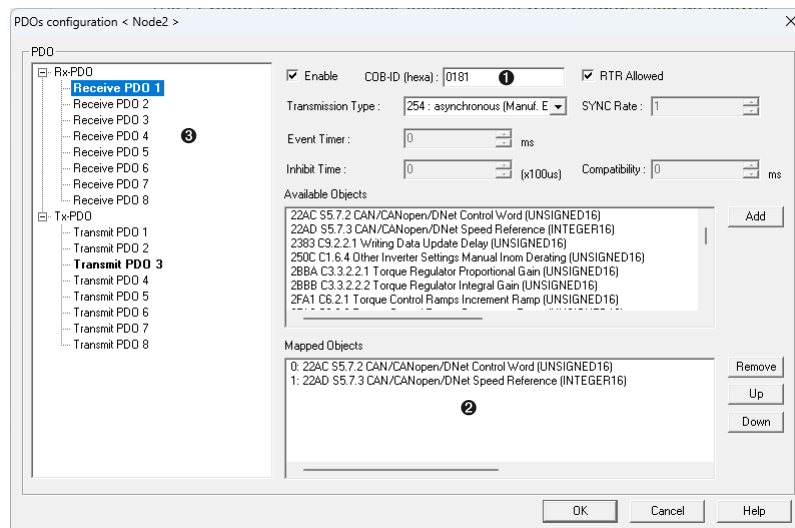 PDOs configuration < Node2 >
PDO
Rx-PDO
Receive PDO 1
Receive PDO 2
Receive PDO 3
Receive PDO 4
Receive PDO 5
Receive PDO 6
Receive PDO 7
Receive PDO 8
Tx-PDO
Transmit PDO 1
Transmit PDO 2
Transmit PDO 3
Transmit PDO 4
Transmit PDO 5
Transmit PDO 6
Transmit PDO 7
Transmit PDO 8
❸
Enable COB-ID (hexa) : 0181 ❶ RTR Allowed
Transmission Type : 254 : asynchronous (Manuf. E SYNC Rate : 1
Event Timer : 0 ms
Inhibit Time : 0 (x100us) Compatibility : 0 ms
Available Objects
22AC S5.7.2 CAN/CANopen/DNet Control Word (UNSIGNED16)
22AD S5.7.3 CAN/CANopen/DNet Speed Reference (INTEGER16)
2383 C9.2.2.1 Writing Data Update Delay (UNSIGNED16)
250C C1.6.4 Other Inverter Settings Manual Inom Derating (UNSIGNED16)
2BBA C3.3.2.2.1 Torque Regulator Proportional Gain (UNSIGNED16)
2BBB C3.3.2.2.2 Torque Regulator Integral Gain (UNSIGNED16)
2FA1 C6.2.1 Torque Control Ramps Increment Ramp (UNSIGNED16)
Add
Mapped Objects
0: 22AC S5.7.2 CAN/CANopen/DNet Control Word (UNSIGNED16)
1: 22AD S5.7.3 CAN/CANopen/DNet Speed Reference (INTEGER16)
❷
Remove
Up
Down
OK Cancel Help